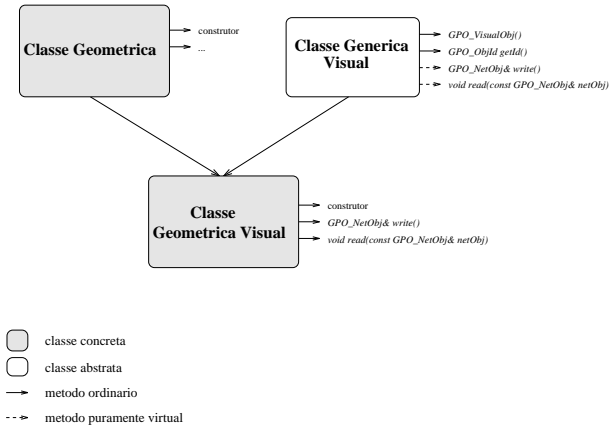 Classe Geometrica
construtor
...
Classe Generica
Visual
GPO_VisualObj()
GPO_ObjId getId()
GPO_NetObj& write()
void read(const GPO_NetObj& netObj)
Classe
Geometrica Visual
construtor
GPO_NetObj& write()
void read(const GPO_NetObj& netObj)
classe concreta
classe abstrata
metodo ordinario
metodo puramente virtual